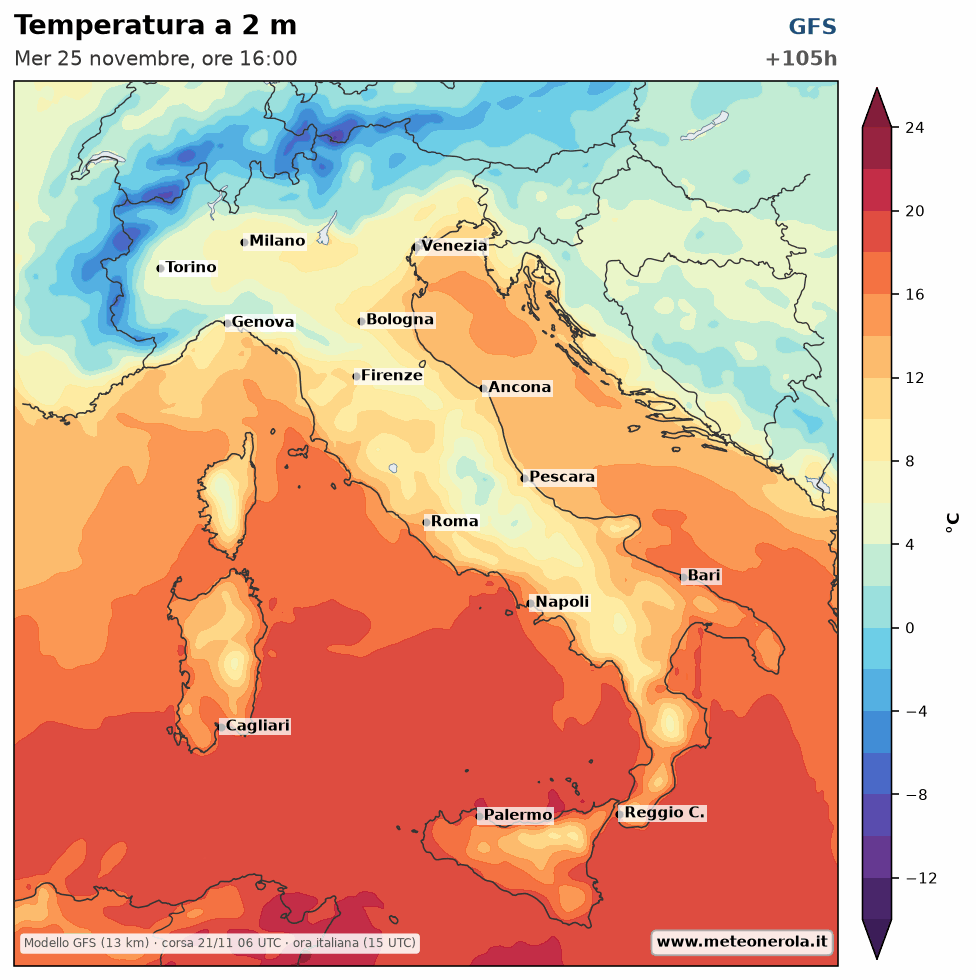 Temperatura a 2 m
GFS
Mer 25 novembre, ore 16:00
+105h
24
20
16
12
8
4
0
−4
−8
−12
°C
Milano
Venezia
Torino
Genova
Bologna
Firenze
Ancona
Pescara
Roma
Bari
Napoli
Cagliari
Palermo
Reggio C.
Modello GFS (13 km) · corsa 21/11 06 UTC · ora italiana (15 UTC)
www.meteonerola.it